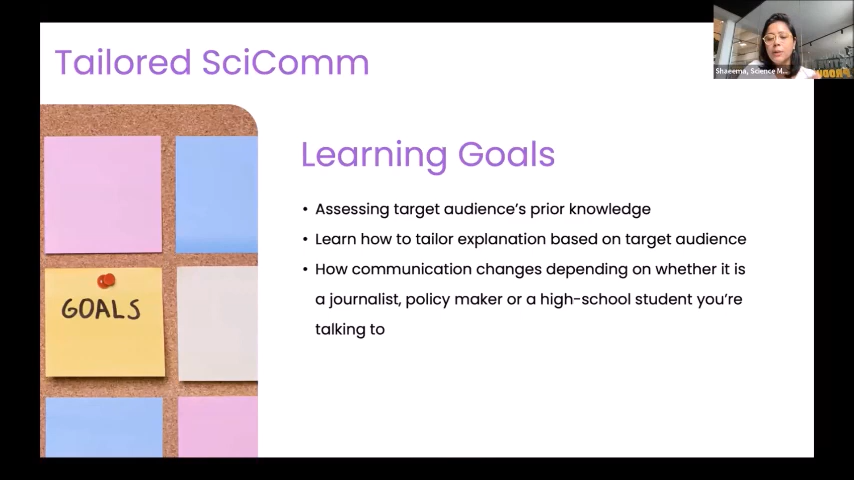 Tailored SciComm
Shaeema, Science M...
Learning Goals
• Assessing target audience's prior knowledge
• Learn how to tailor explanation based on target audience
• How communication changes depending on whether it is
a journalist, policy maker or a high-school student you're
talking to
GOALS